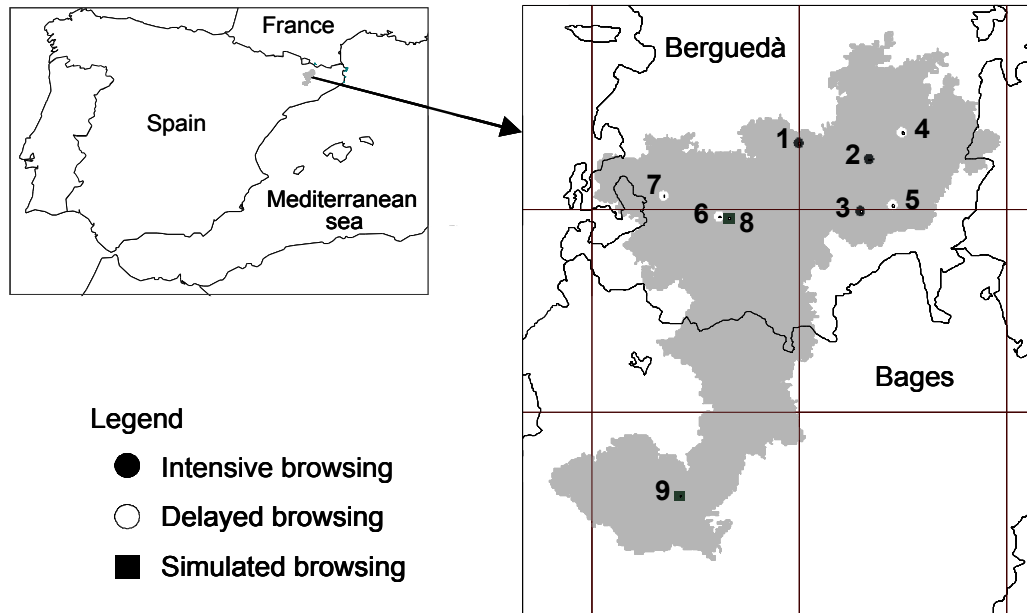 France
Spain
Mediterranean
sea
Berguedà
1
2
4
3
5
7
6
8
Bages
9
Legend
Intensive browsing
Delayed browsing
Simulated browsing